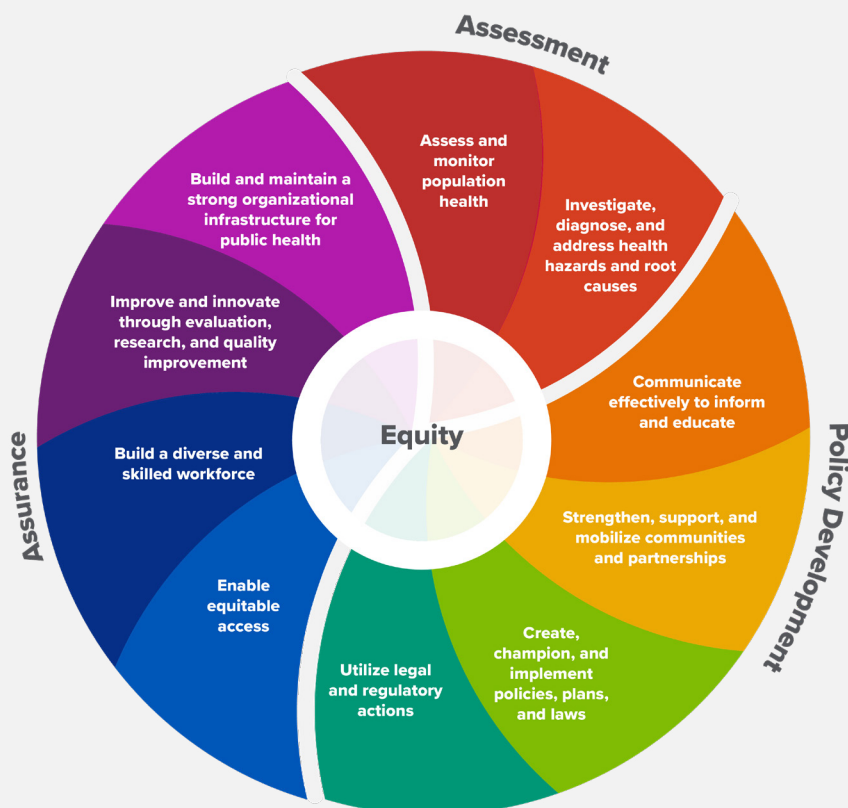 Assessment
Assess and
monitor
population
health
Investigate,
diagnose, and
address health
hazards and root
causes
Policy Development
Communicate
effectively to inform
and educate
Strengthen, support, and
mobilize communities
and partnerships
Create,
champion, and
implement
policies, plans,
and laws
Utilize legal
and regulatory
actions
Assurance
Enable
equitable
access
Build a diverse and
skilled workforce
Improve and innovate
through evaluation,
research, and quality
improvement
Build and maintain a
strong organizational
infrastructure for
public health
Equity